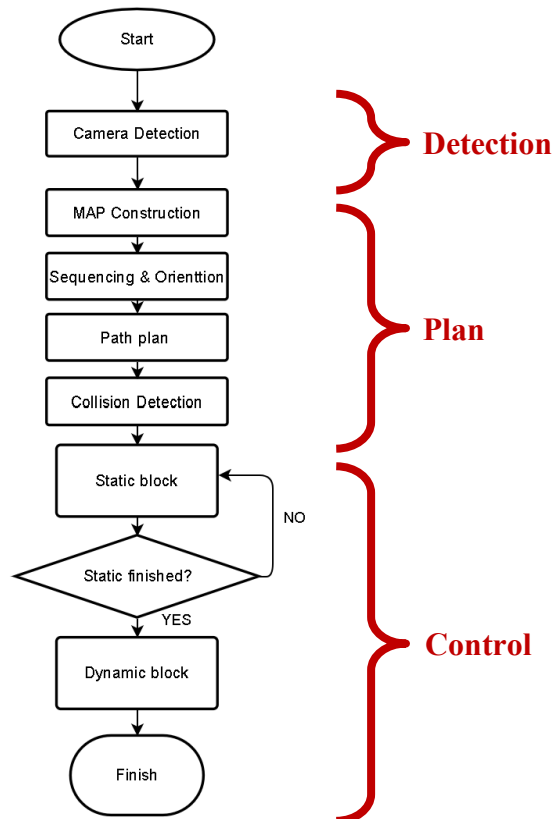 Start
Camera Detection
Detection
MAP Construction
Sequencing & Orienttion
Path plan
Plan
Collision Detection
Static block
NO
Static finished?
YES
Control
Dynamic block
Finish